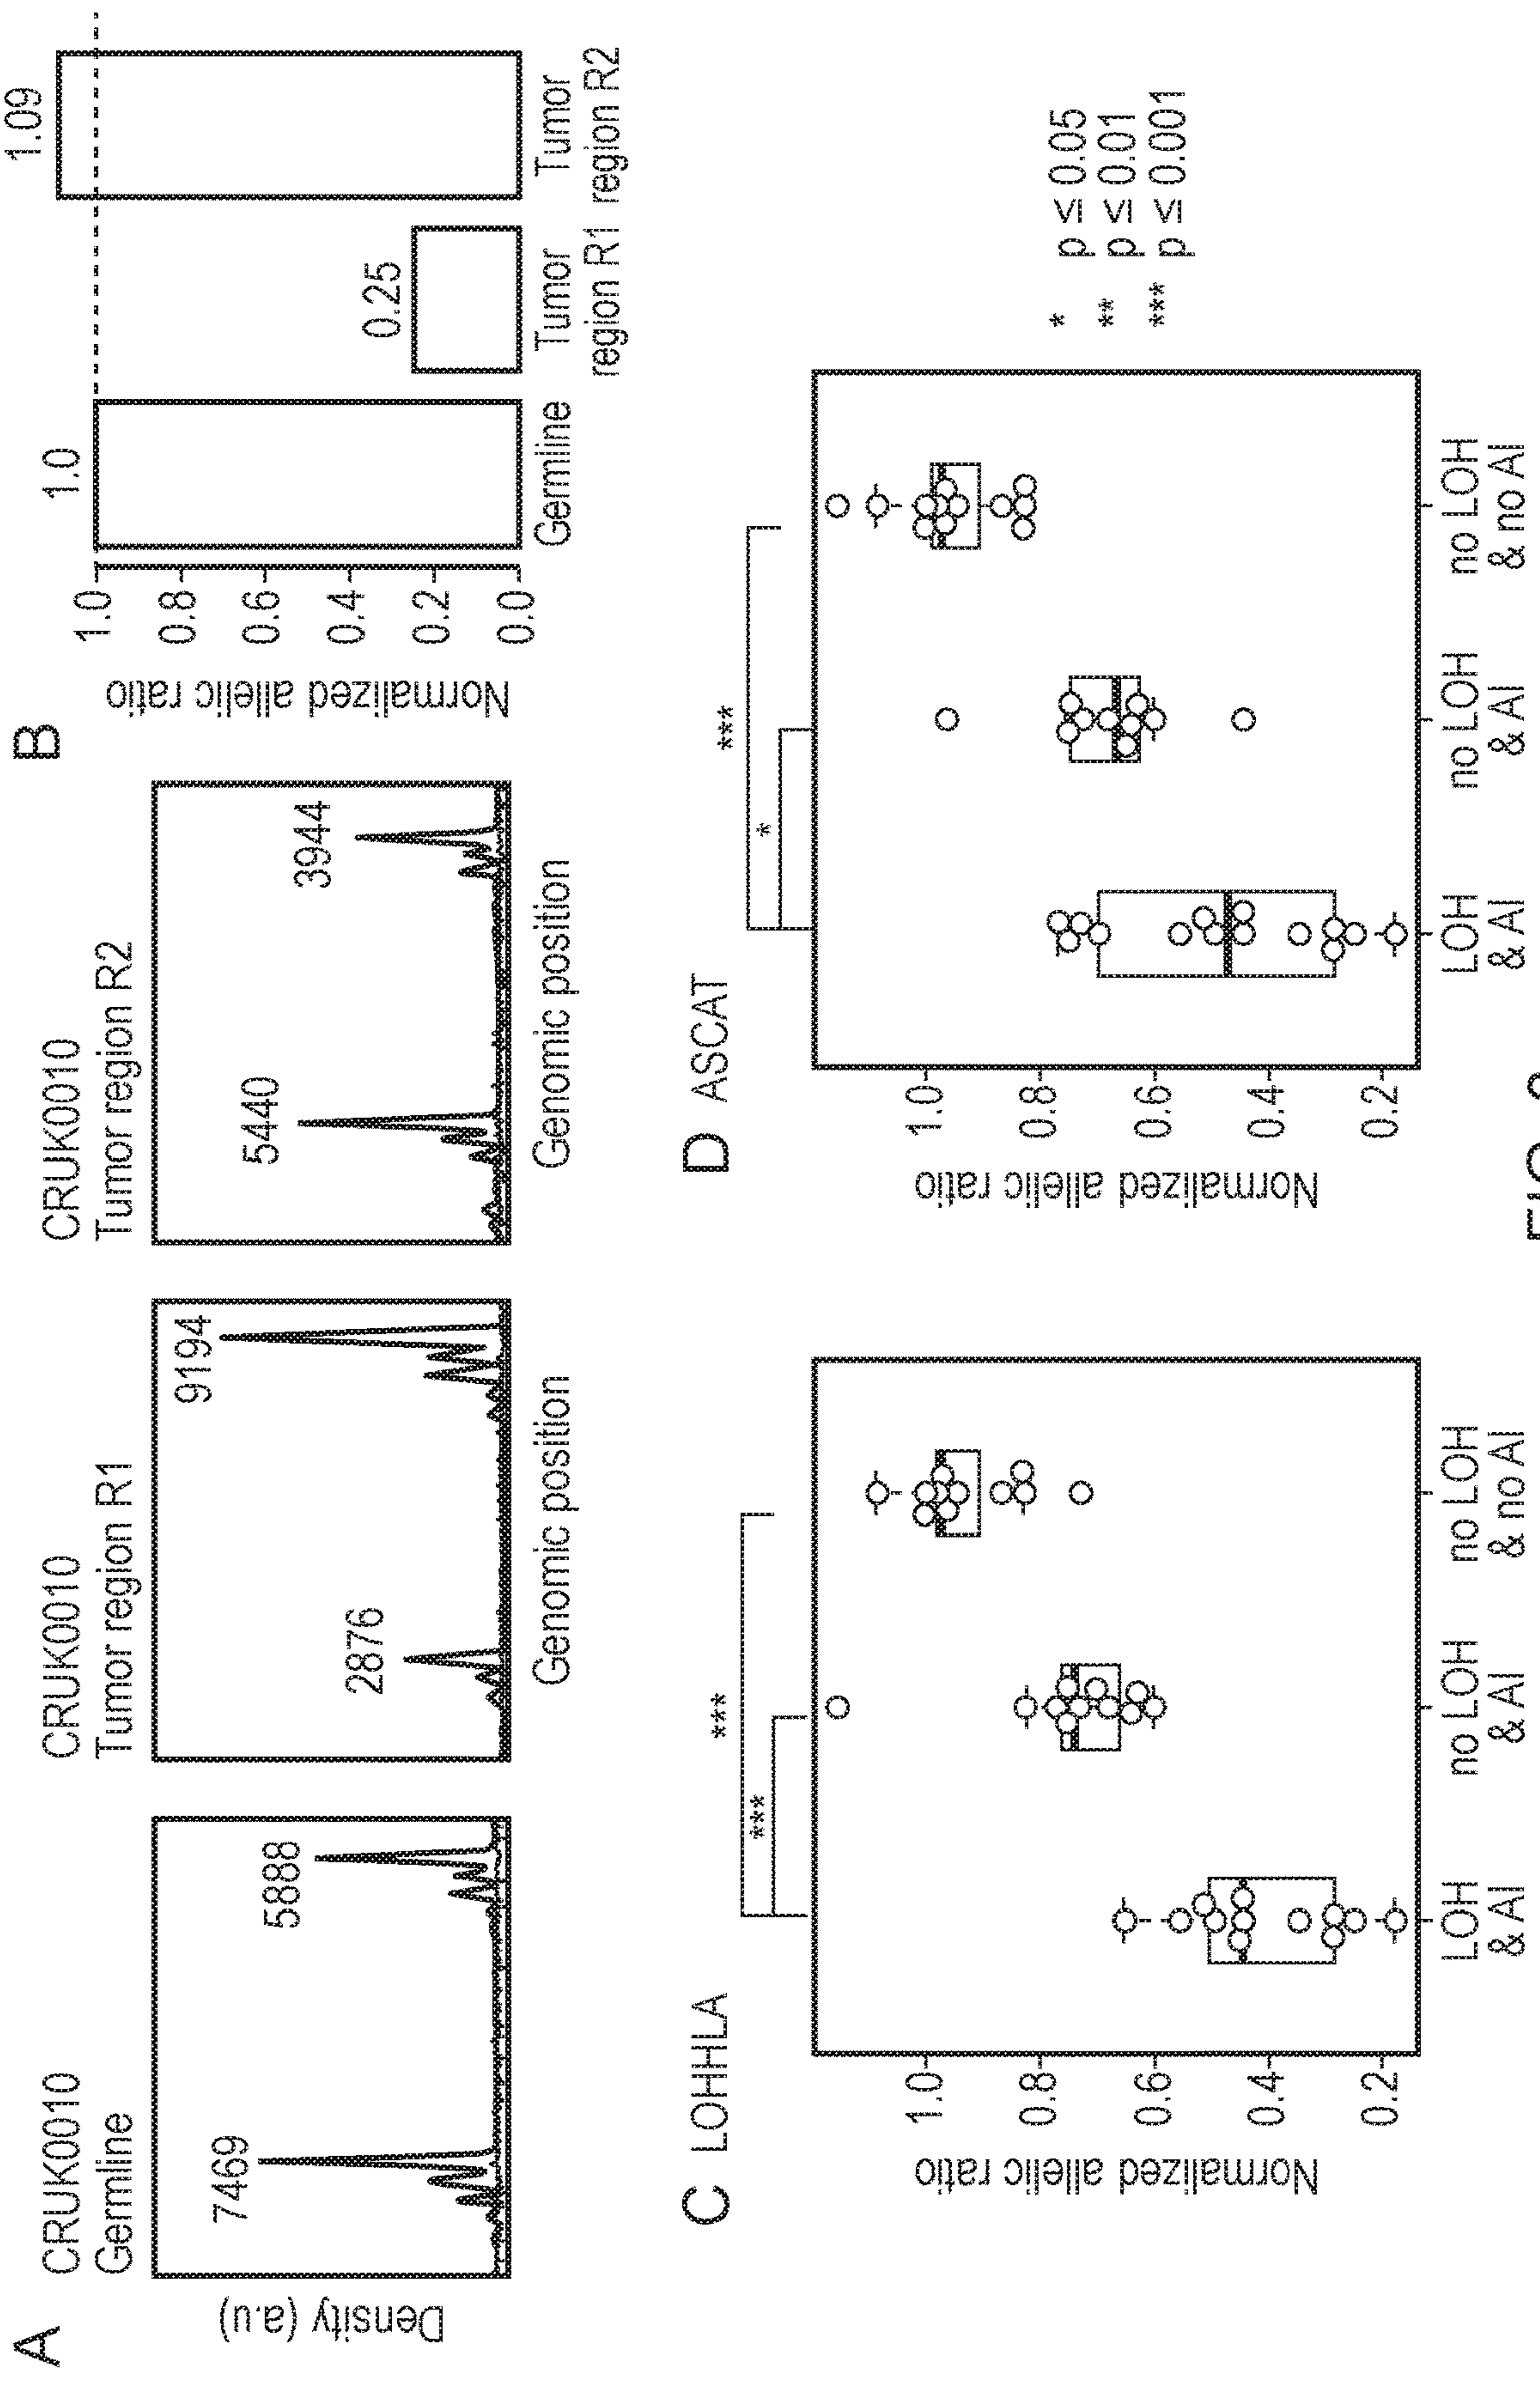 A
CRUK0010
Germline
7469
5888
Density (a.u)
CRUK0010
Tumor region R1
2876
9194
Genomic position
CRUK0010
Tumor region R2
5440
3944
Genomic position
B
Normalized allelic
ratio
1.0
0.8
0.6
0.4
0.2
0.0
1.0
0.25
1.09
Germline
Tumor
region R1
Tumor
region R2
C LOHHLA
Normalized allelic ratio
1.0
0.8
0.6
0.4
0.2
***
***
LOH
& AI
no LOH
& AI
no LOH
& no AI
D ASCAT
Normalized allelic ratio
1.0
0.8
0.6
0.4
0.2
***
*
LOH
& AI
no LOH
& AI
no LOH
& no AI
* p ≤ 0.05
** p ≤ 0.01
*** p ≤ 0.001